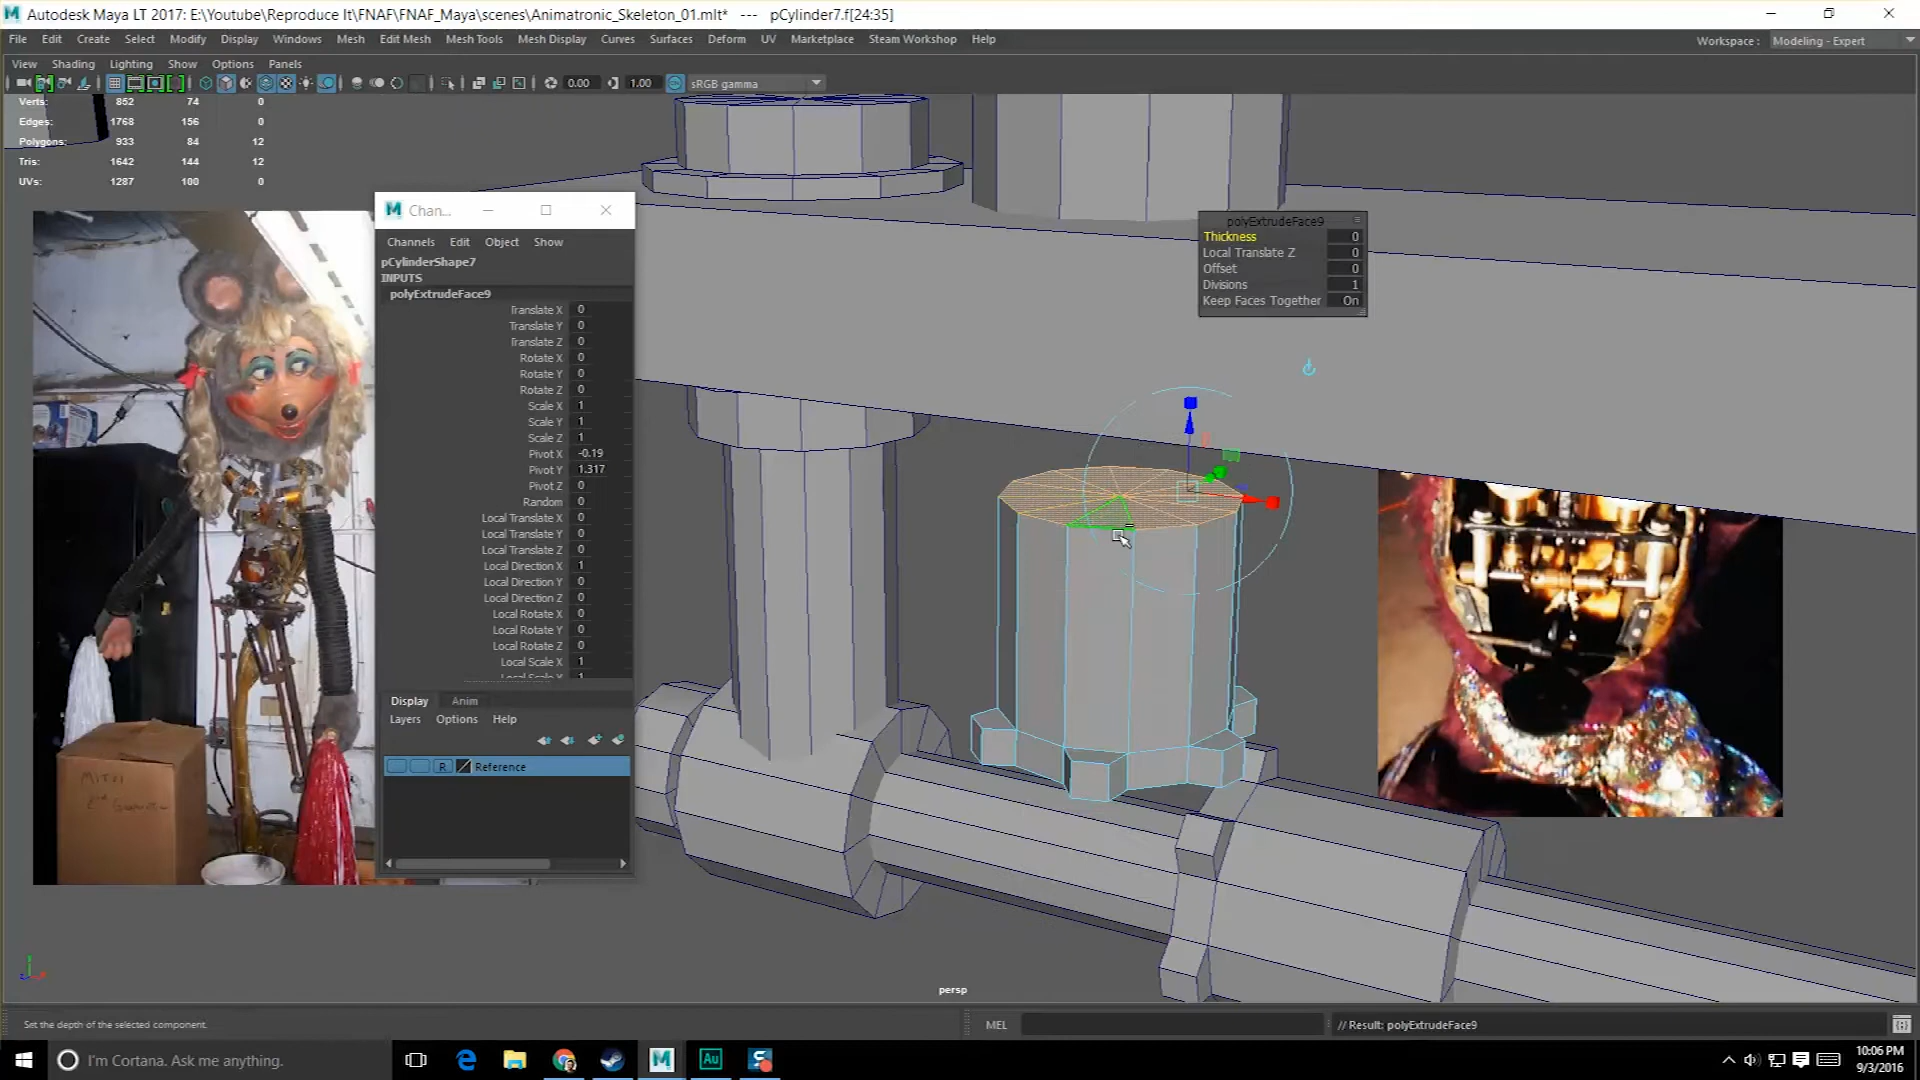 Autodesk Maya LT 2017: E:\Youtube\Reproduce It\FNAF\FNAF_Maya\scenes\Animatronic_Skeleton_01.mlt* --- pCylinder7.f[24:35]
File Edit Create Select Modify Display Windows Mesh Edit Mesh Mesh Tools Mesh Display Curves Surfaces Deform UV Marketplace Steam Workshop Help Workspace : Modeling - Expert
View Shading Lighting Show Options Panels
0.00 1.00 sRGB gamma
Verts: 852 74 0
Edges: 1768 156 0
Polygons: 933 84 12
Tris: 1642 144 12
UVs: 1287 100 0
Chan...
Channels Edit Object Show
pCylinderShape7
INPUTS
polyExtrudeFace9
Translate X 0
Translate Y 0
Translate Z 0
Rotate X 0
Rotate Y 0
Rotate Z 0
Scale X 1
Scale Y 1
Scale Z 1
Pivot X -0.19
Pivot Y 1.317
Pivot Z 0
Random 0
Local Translate X 0
Local Translate Y 0
Local Translate Z 0
Local Direction X 1
Local Direction Y 0
Local Direction Z 0
Local Rotate X 0
Local Rotate Y 0
Local Rotate Z 0
Local Scale X 1
Local Scale Y 1
Display Anim
Layers Options Help
R Reference
polyExtrudeFace9
Thickness 0
Local Translate Z 0
Offset 0
Divisions 1
Keep Faces Together On
MITZI
persp
Set the depth of the selected component.
MEL
// Result: polyExtrudeFace9
I'm Cortana. Ask me anything.
Au
10:06 PM
9/3/2016